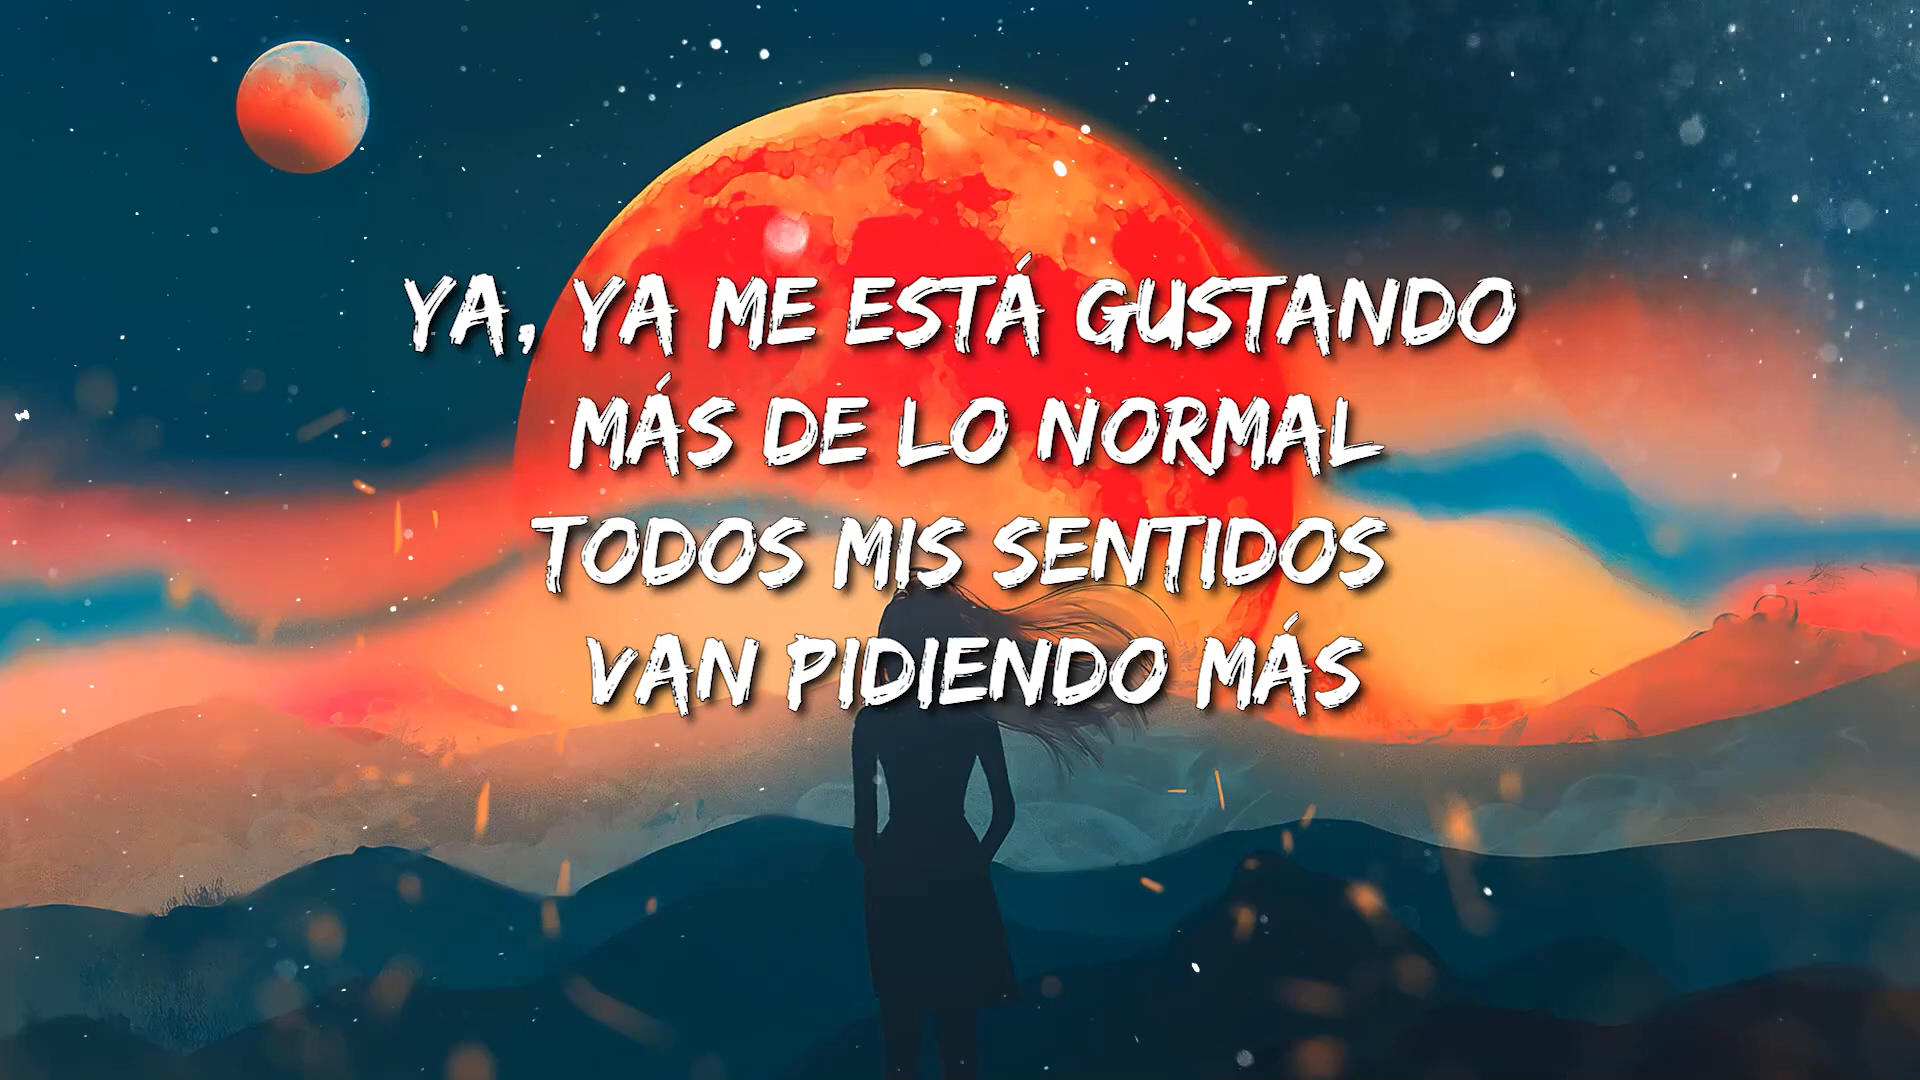 YA, YA ME ESTÁ GUSTANDO
MÁS DE LO NORMAL
TODOS MIS SENTIDOS
VAN PIDIENDO MÁS